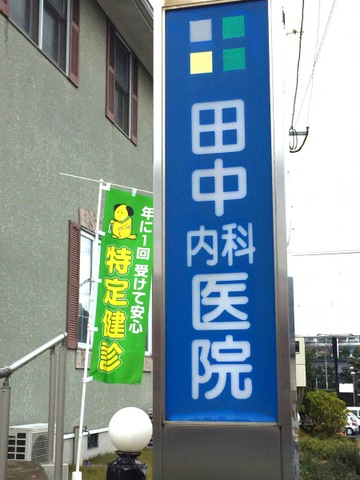 田中
内科
医院
年に1回 受けて安心
特定健診